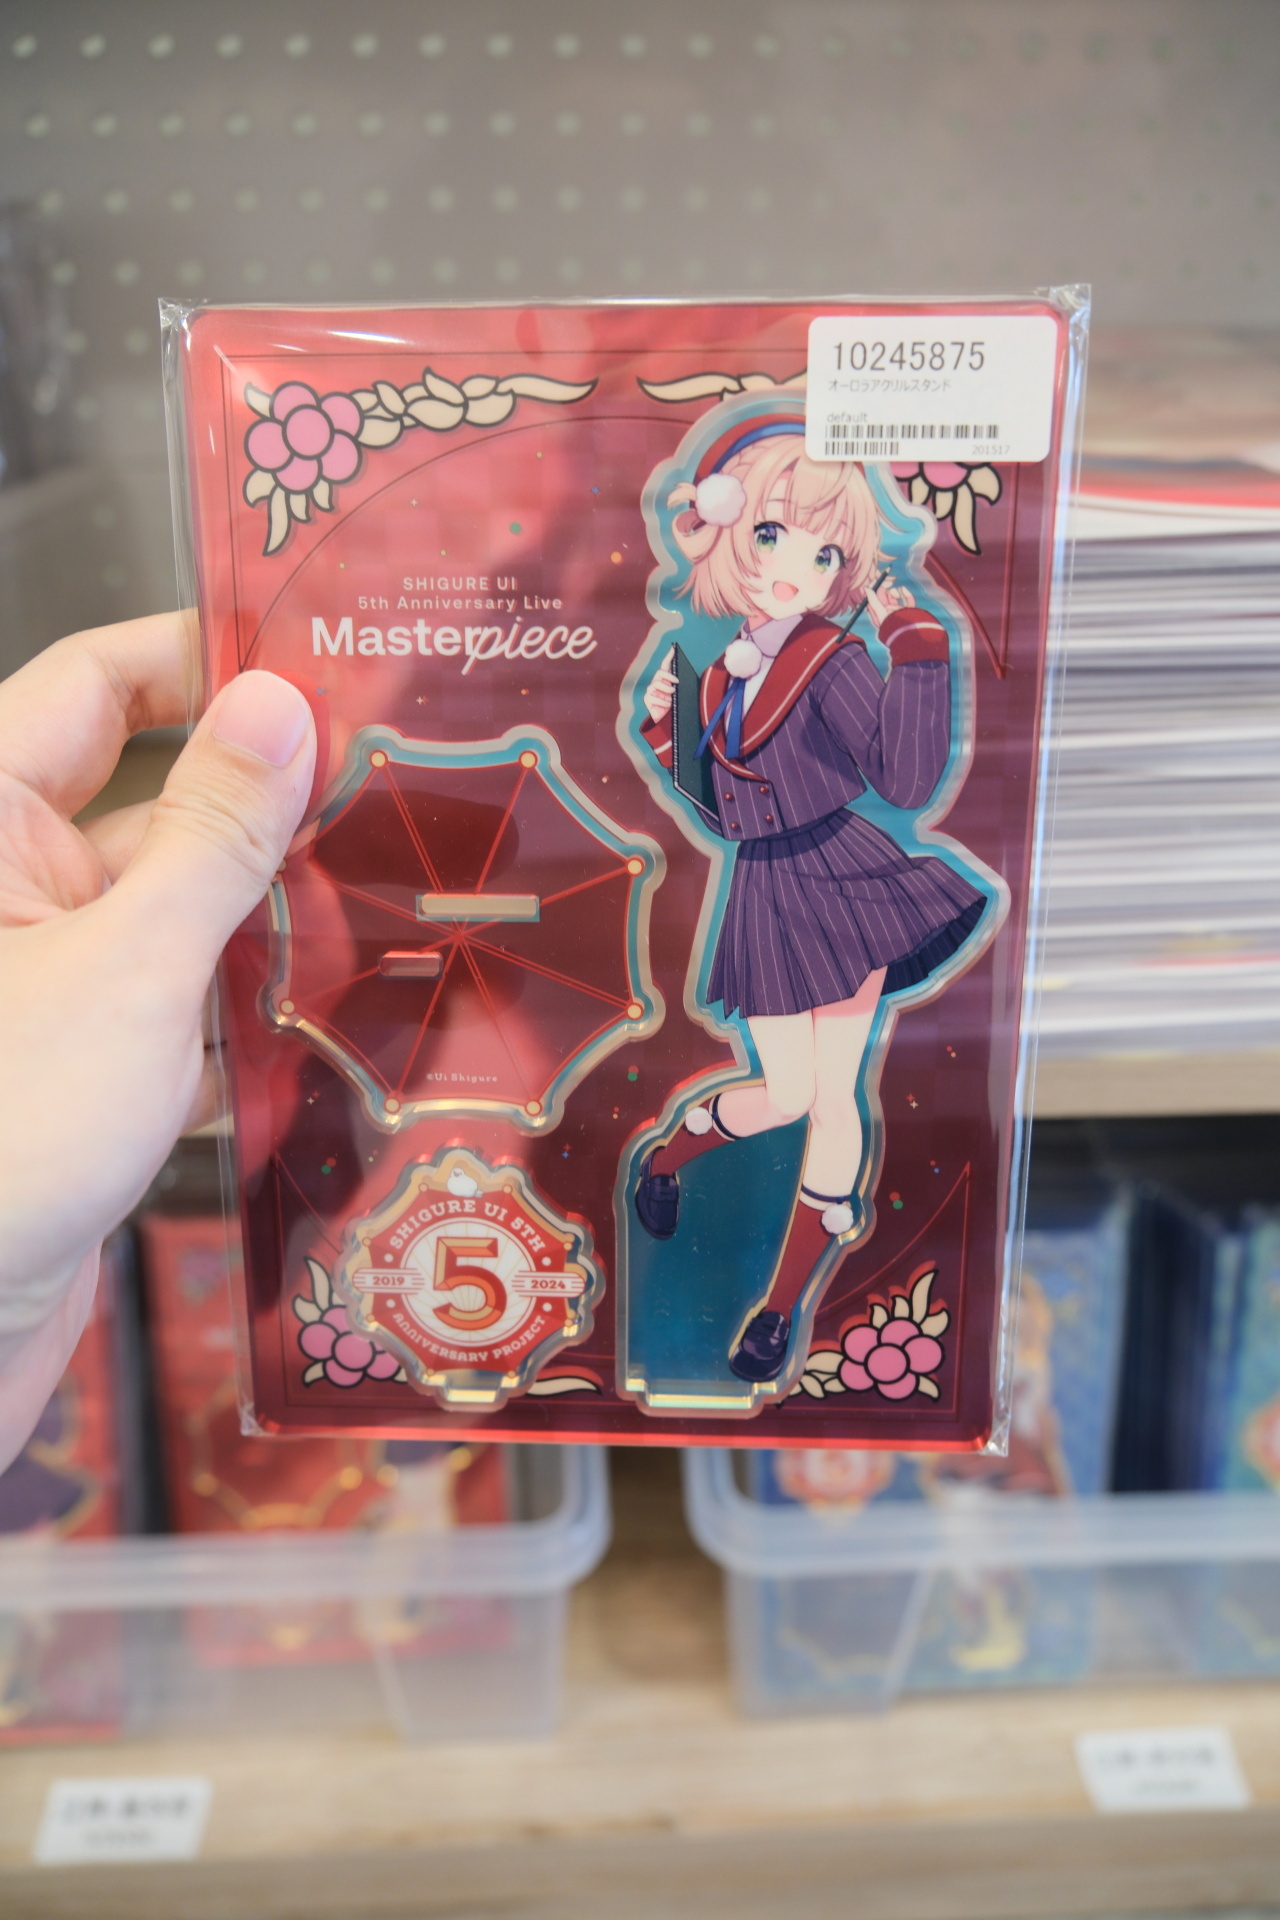 10245875
オーロラアクリルスタンド
default
201517
SHIGURE UI
5th Anniversary Live
Masterpiece
©Ui Shigure
SHIGURE UI 5TH
2019
5
2024
ANNIVERSARY PROJECT